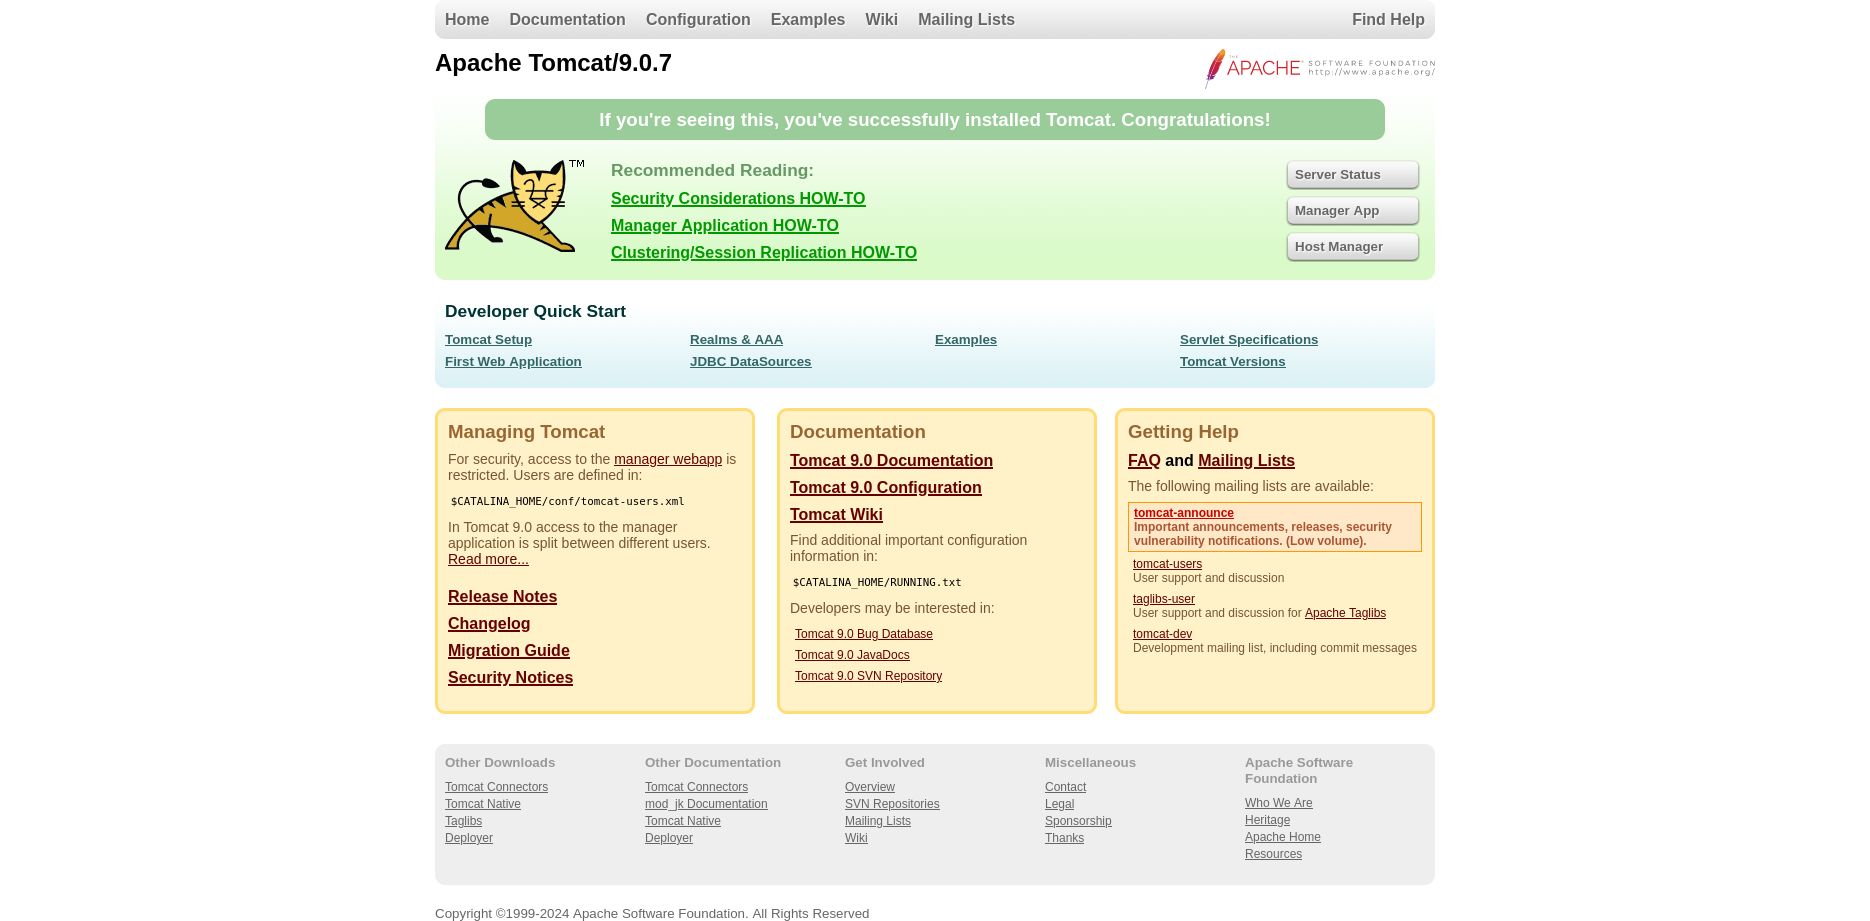 Home Documentation Configuration Examples Wiki Mailing Lists Find Help
Apache Tomcat/9.0.7
THE APACHE SOFTWARE FOUNDATION
http://www.apache.org/
If you're seeing this, you've successfully installed Tomcat. Congratulations!
TM
Recommended Reading:
Security Considerations HOW-TO
Manager Application HOW-TO
Clustering/Session Replication HOW-TO
Server Status
Manager App
Host Manager
Developer Quick Start
Tomcat Setup
First Web Application
Realms & AAA
JDBC DataSources
Examples
Servlet Specifications
Tomcat Versions
Managing Tomcat
For security, access to the manager webapp is
restricted. Users are defined in:
$CATALINA_HOME/conf/tomcat-users.xml
In Tomcat 9.0 access to the manager
application is split between different users.
Read more...
Release Notes
Changelog
Migration Guide
Security Notices
Documentation
Tomcat 9.0 Documentation
Tomcat 9.0 Configuration
Tomcat Wiki
Find additional important configuration
information in:
$CATALINA_HOME/RUNNING.txt
Developers may be interested in:
Tomcat 9.0 Bug Database
Tomcat 9.0 JavaDocs
Tomcat 9.0 SVN Repository
Getting Help
FAQ and Mailing Lists
The following mailing lists are available:
tomcat-announce
Important announcements, releases, security
vulnerability notifications. (Low volume).
tomcat-users
User support and discussion
taglibs-user
User support and discussion for Apache Taglibs
tomcat-dev
Development mailing list, including commit messages
Other Downloads
Tomcat Connectors
Tomcat Native
Taglibs
Deployer
Other Documentation
Tomcat Connectors
mod_jk Documentation
Tomcat Native
Deployer
Get Involved
Overview
SVN Repositories
Mailing Lists
Wiki
Miscellaneous
Contact
Legal
Sponsorship
Thanks
Apache Software
Foundation
Who We Are
Heritage
Apache Home
Resources
Copyright ©1999-2024 Apache Software Foundation. All Rights Reserved